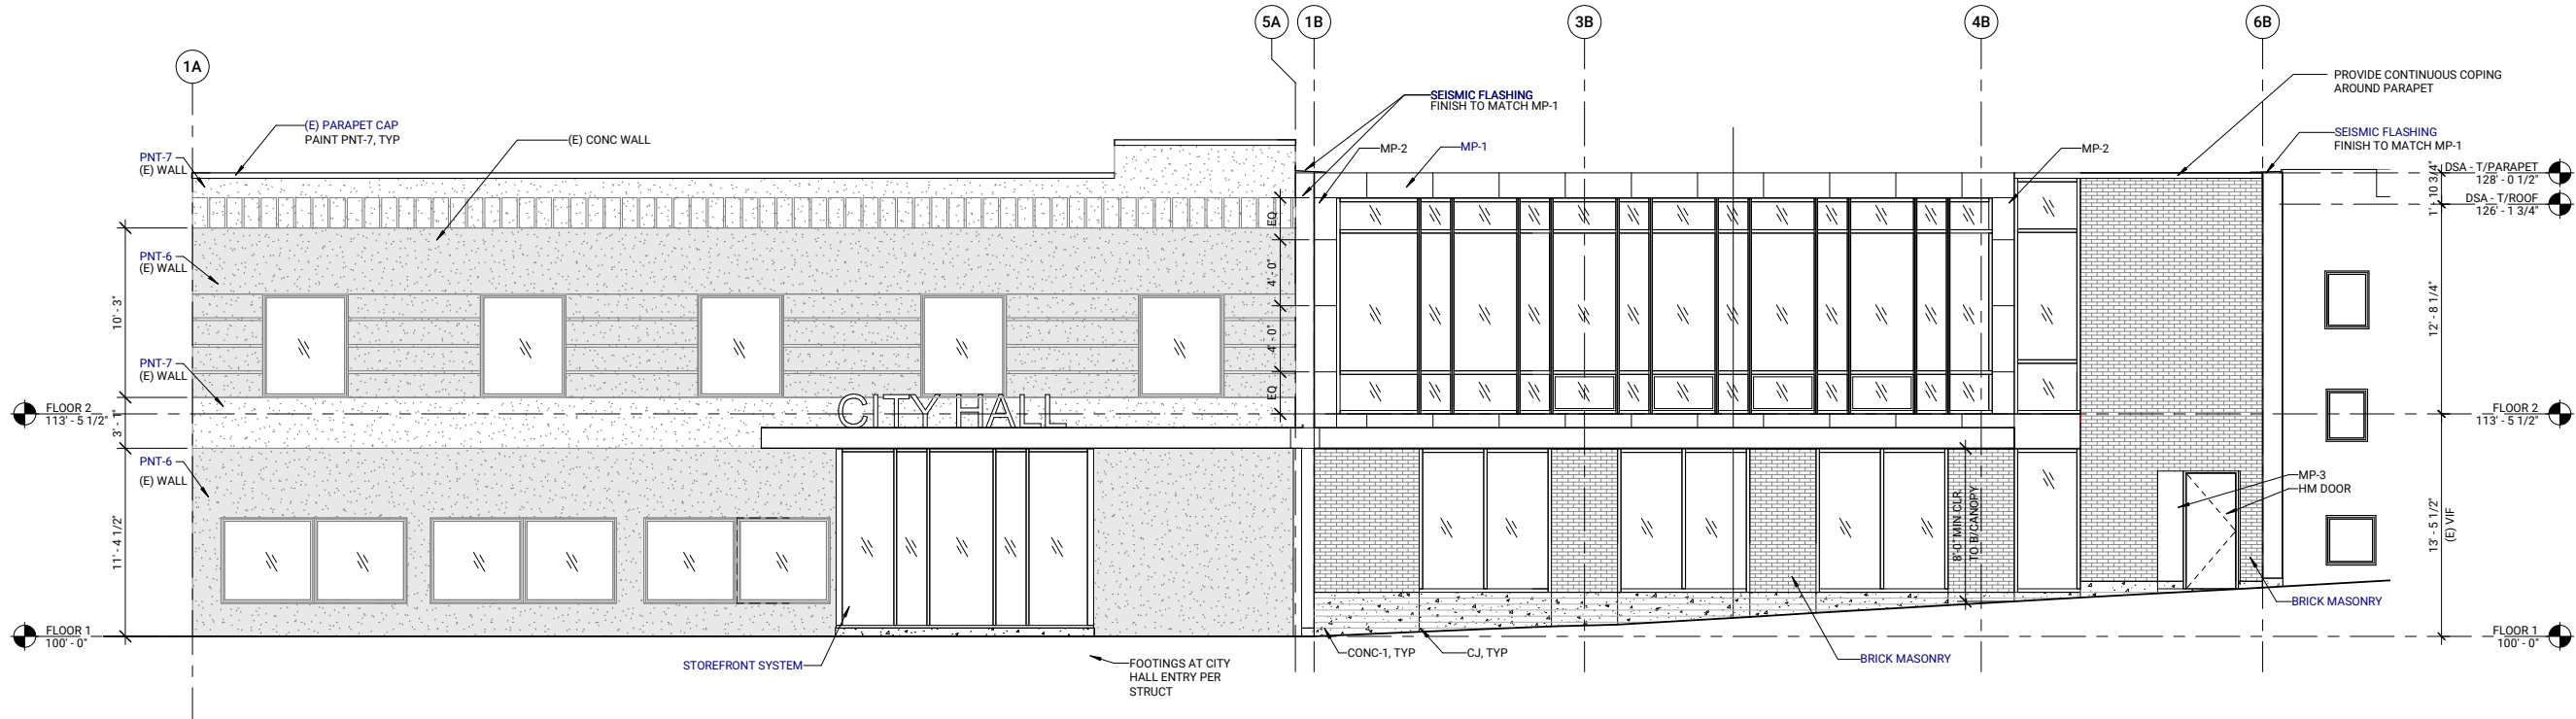 5A
1B
3B
4B
6B
1A
PROVIDE CONTINUOUS COPING
AROUND PARAPET
SEISMIC FLASHING
FINISH TO MATCH MP-1
(E) PARAPET CAP
PAINT PNT-7, TYP
(E) CONC WALL
SEISMIC FLASHING
FINISH TO MATCH MP-1
PNT-7
(E) WALL
MP-2
MP-1
MP-2
DSA - T/PARAPET
128' - 0 1/2"
1' - 10 3/4"
DSA - T/ROOF
126' - 1 3/4"
EQ
PNT-6
(E) WALL
4' - 0"
10' - 3"
12' - 8 1/4"
4' - 0"
PNT-7
(E) WALL
EQ
FLOOR 2
113' - 5 1/2"
3' - 1"
CITY HALL
FLOOR 2
113' - 5 1/2"
PNT-6
(E) WALL
MP-3
HM DOOR
11' - 4 1/2"
8'-0" MIN CLR.
TO B/CANOPY
13' - 5 1/2"
(E) VIF
BRICK MASONRY
FLOOR 1
100' - 0"
FLOOR 1
100' - 0"
STOREFRONT SYSTEM
FOOTINGS AT CITY
HALL ENTRY PER
STRUCT
CONC-1, TYP
CJ, TYP
BRICK MASONRY